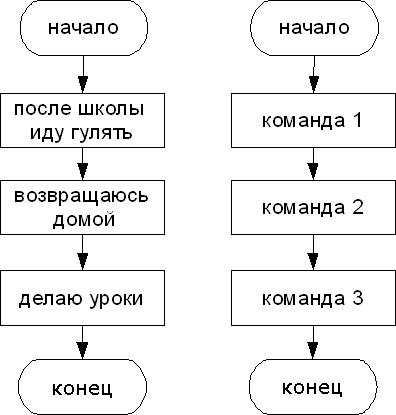 начало
после школы
иду гулять
возвращаюсь
домой
делаю уроки
конец
начало
команда 1
команда 2
команда 3
конец